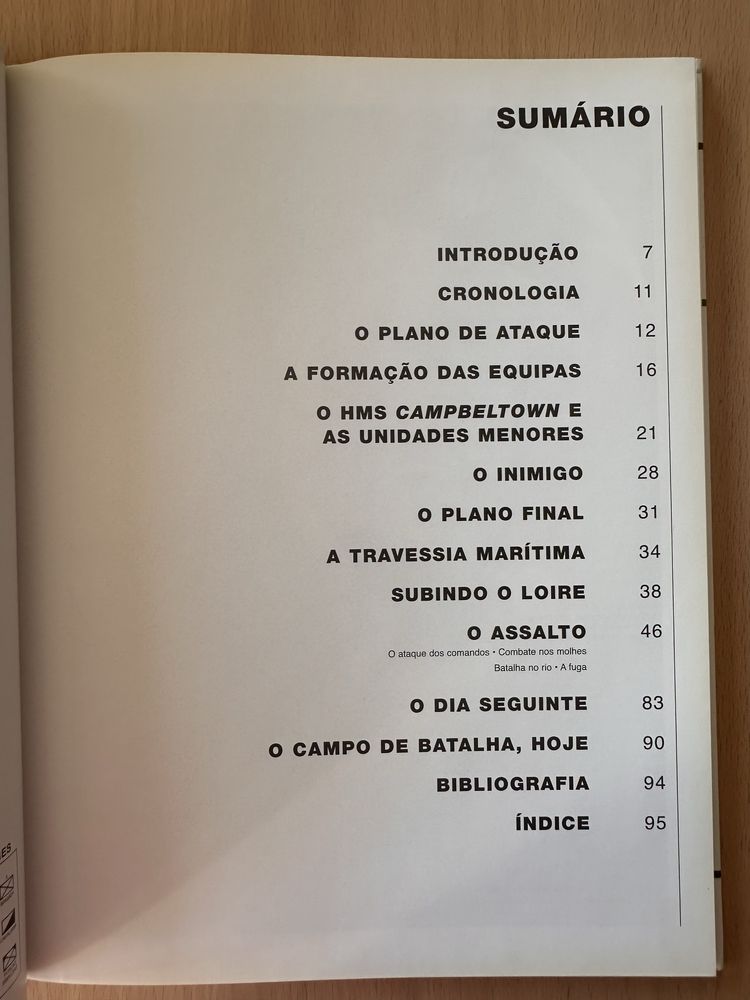 SUMÁRIO
INTRODUÇÃO 7
CRONOLOGIA 11
O PLANO DE ATAQUE 12
A FORMAÇÃO DAS EQUIPAS 16
O HMS CAMPBELTOWN E
AS UNIDADES MENORES 21
O INIMIGO 28
O PLANO FINAL 31
A TRAVESSIA MARÍTIMA 34
SUBINDO O LOIRE 38
O ASSALTO 46
O ataque dos comandos • Combate nos molhes
Batalha no rio • A fuga
O DIA SEGUINTE 83
O CAMPO DE BATALHA, HOJE 90
BIBLIOGRAFIA 94
ÍNDICE 95